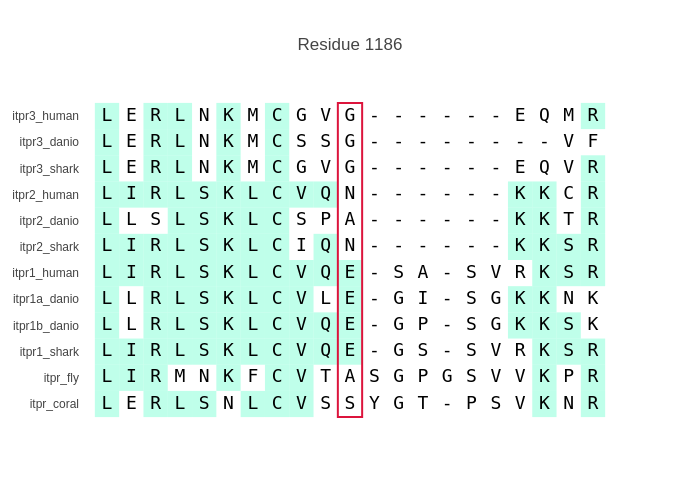 Residue 1186
itpr3_human L E R L N K M C G V G - - - - - - E Q M R
itpr3_danio L E R L N K M C S S G - - - - - - - - V F
itpr3_shark L E R L N K M C G V G - - - - - - E Q V R
itpr2_human L I R L S K L C V Q N - - - - - - K K C R
itpr2_danio L L S L S K L C S P A - - - - - - K K T R
itpr2_shark L I R L S K L C I Q N - - - - - - K K S R
itpr1_human L I R L S K L C V Q E - S A - S V R K S R
itpr1a_danio L L R L S K L C V L E - G I - S G K K N K
itpr1b_danio L L R L S K L C V Q E - G P - S G K K S K
itpr1_shark L I R L S K L C V Q E - G S - S V R K S R
itpr_fly L I R M N K F C V T A S G P G S V V K P R
itpr_coral L E R L S N L C V S S Y G T - P S V K N R